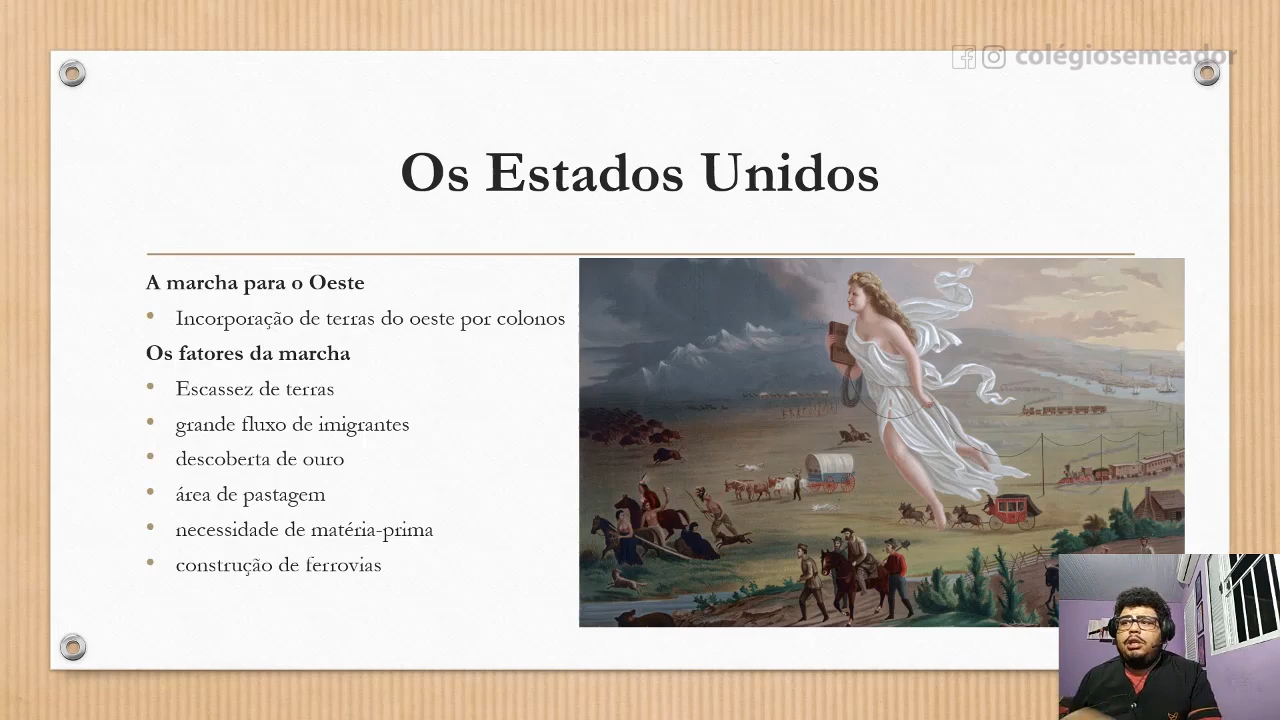 colégiosemeador
Os Estados Unidos
A marcha para o Oeste
• Incorporação de terras do oeste por colonos
Os fatores da marcha
• Escassez de terras
• grande fluxo de imigrantes
• descoberta de ouro
• área de pastagem
• necessidade de matéria-prima
• construção de ferrovias